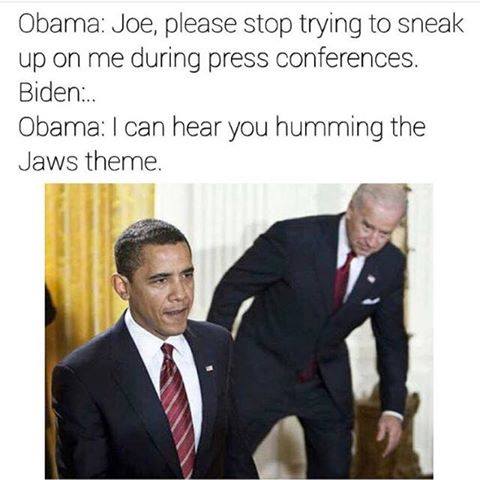 Obama: Joe, please stop trying to sneak
up on me during press conferences.
Biden:..
Obama: I can hear you humming the
Jaws theme.